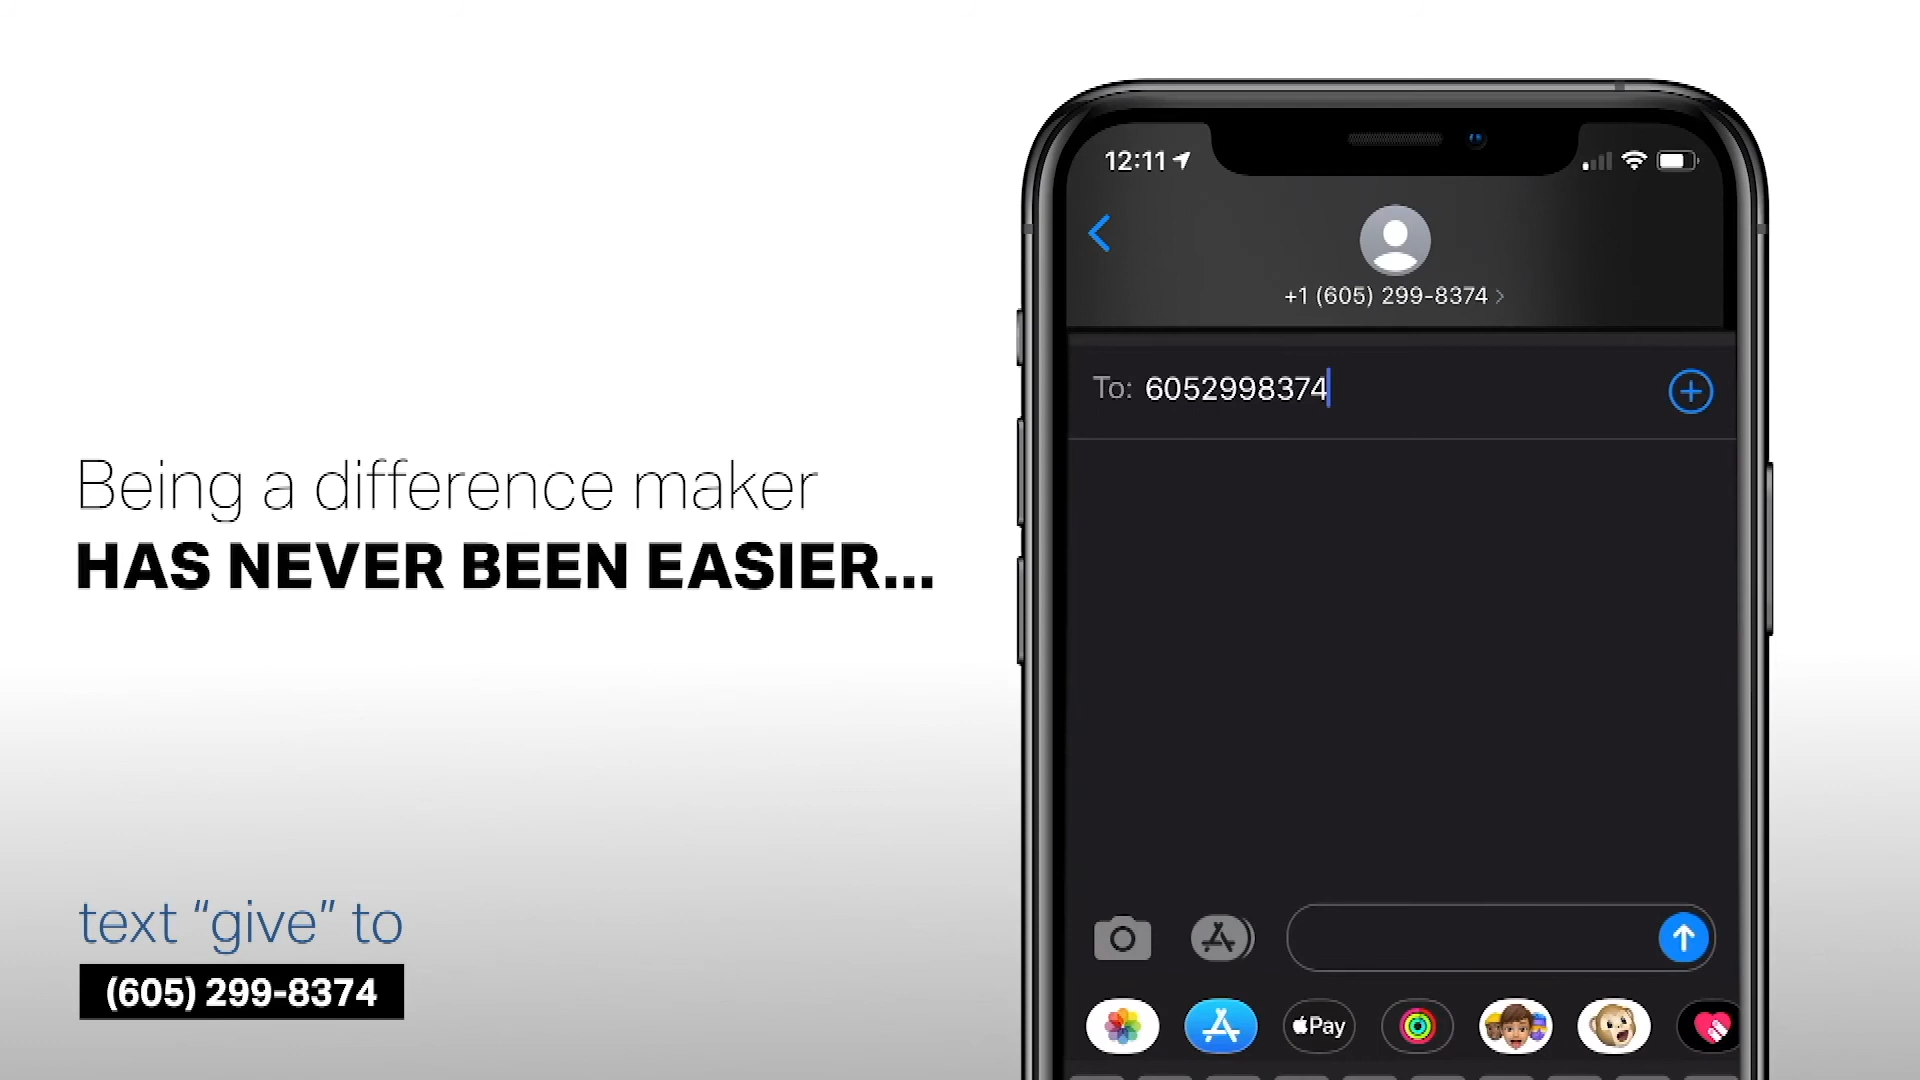 Being a difference maker
HAS NEVER BEEN EASIER...
text “give” to
(605) 299-8374
12:11
+1 (605) 299-8374
To: 6052998374
Pay